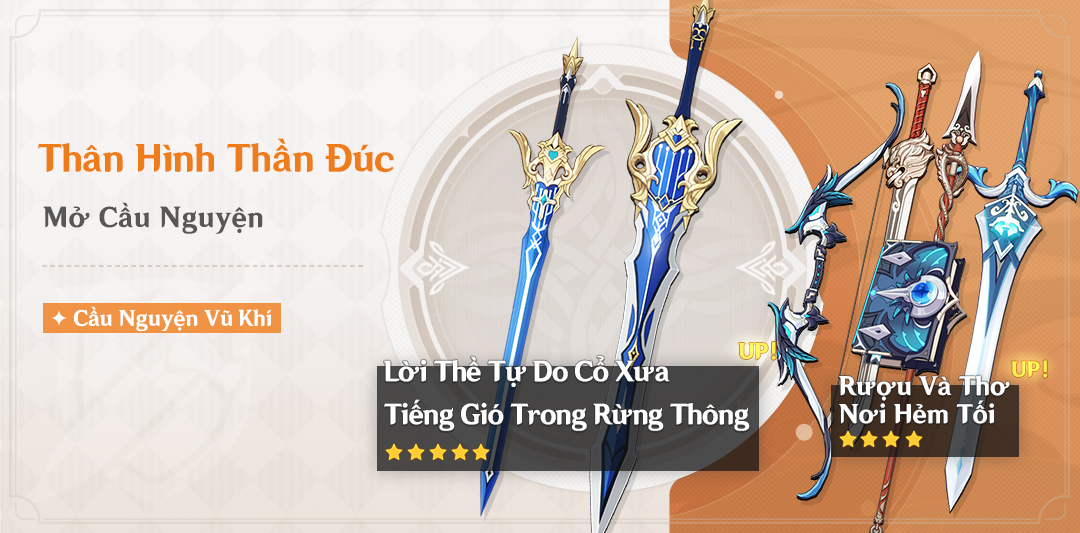 Thân Hình Thần Đúc
Mở Cầu Nguyện
Cầu Nguyện Vũ Khí
UP!
Lời Thề Tự Do Cổ Xưa
Tiếng Gió Trong Rừng Thông
UP!
Rượu Và Thơ
Nơi Hẻm Tối